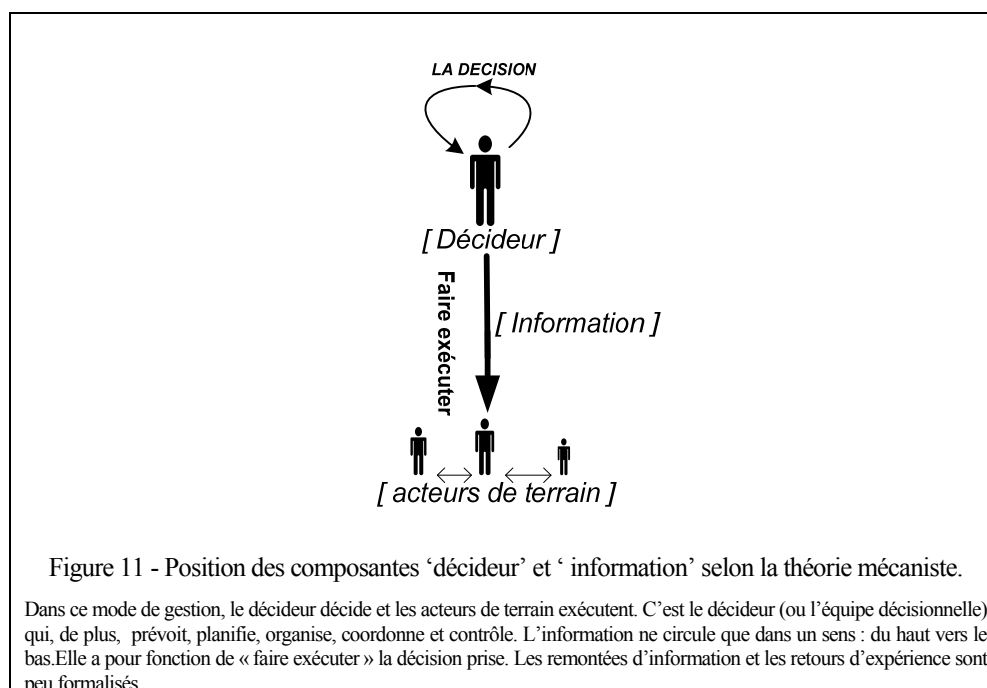 LA DECISION
[ Décideur ]
Faire exécuter
[ Information ]
[ acteurs de terrain ]
Figure 11 - Position des composantes ‘décideur’ et ‘ information’ selon la théorie mécaniste.
Dans ce mode de gestion, le décideur décide et les acteurs de terrain exécutent. C’est le décideur (ou l’équipe décisionnelle)
qui, de plus, prévoit, planifie, organise, coordonne et contrôle. L’information ne circule que dans un sens : du haut vers le
bas.Elle a pour fonction de « faire exécuter » la décision prise. Les remontées d’information et les retours d’expérience sont
peu formalisés